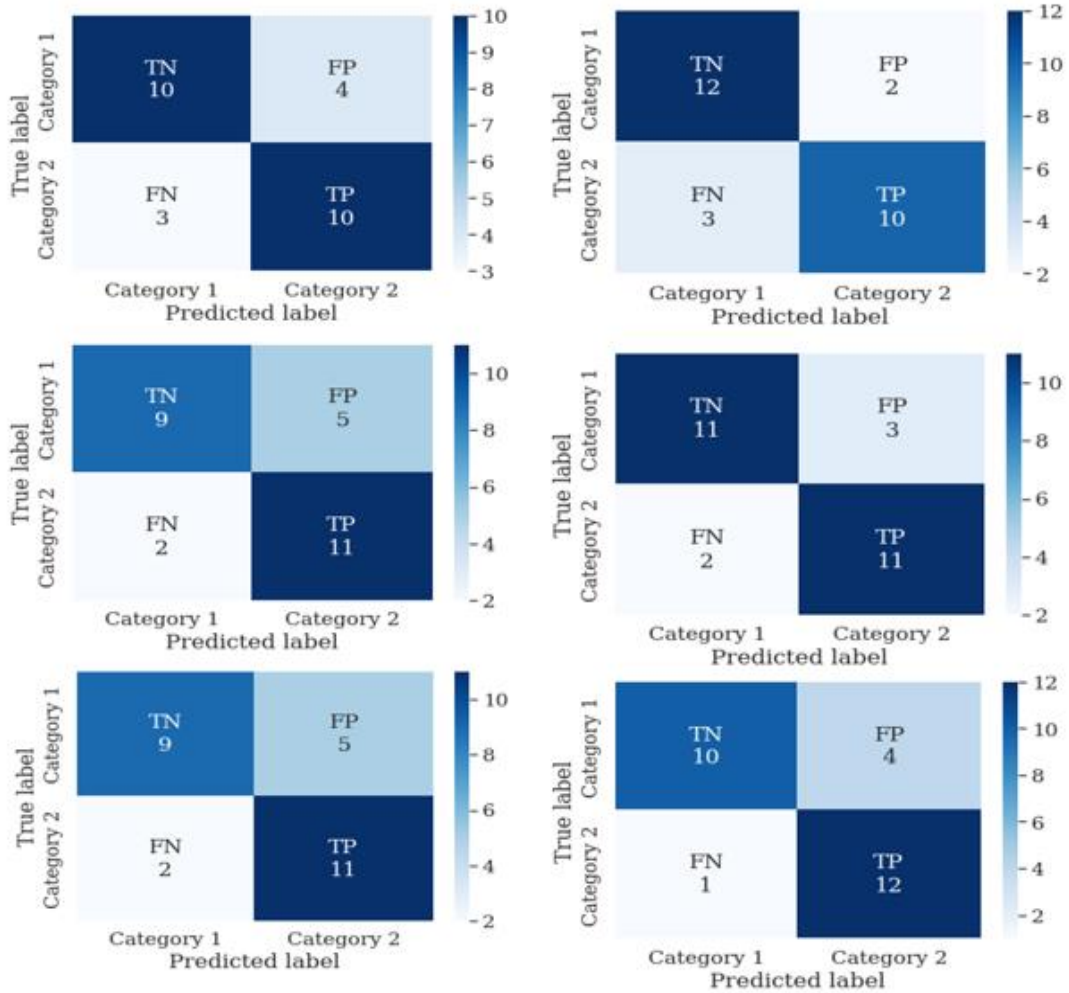 True label
Category 1
Category 2
TN
10
FP
4
FN
3
TP
10
10
9
8
7
6
5
4
3
Category 1 Category 2
Predicted label
True label
Category 1
Category 2
TN
12
FP
2
FN
3
TP
10
12
10
8
6
4
2
Category 1 Category 2
Predicted label
True label
Category 1
Category 2
TN
9
FP
5
FN
2
TP
11
10
8
6
4
2
Category 1 Category 2
Predicted label
True label
Category 1
Category 2
TN
11
FP
3
FN
2
TP
11
10
8
6
4
2
Category 1 Category 2
Predicted label
True label
Category 1
Category 2
TN
9
FP
5
FN
2
TP
11
10
8
6
4
2
Category 1 Category 2
Predicted label
True label
Category 1
Category 2
TN
10
FP
4
FN
1
TP
12
12
10
8
6
4
2
Category 1 Category 2
Predicted label